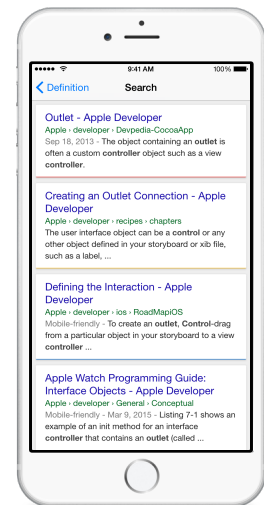 9:41 AM 100%
Definition Search
Outlet - Apple Developer
Apple › developer › Devpedia-CocoaApp
Sep 18, 2013 - The object containing an outlet is
often a custom controller object such as a view
controller.
Creating an Outlet Connection - Apple
Developer
Apple › developer › recipes › chapters
The user interface object can be a control or any
other object defined in your storyboard or xib file,
such as a label, ...
Defining the Interaction - Apple
Developer
Apple › developer › ios › RoadMapiOS
Mobile-friendly - To create an outlet, Control-drag
from a particular object in your storyboard to a view
controller ...
Apple Watch Programming Guide:
Interface Objects - Apple Developer
Apple › developer › General › Conceptual
Mobile-friendly - Mar 9, 2015 - Listing 7-1 shows an
example of an init method for an interface
controller that contains an outlet (called ...